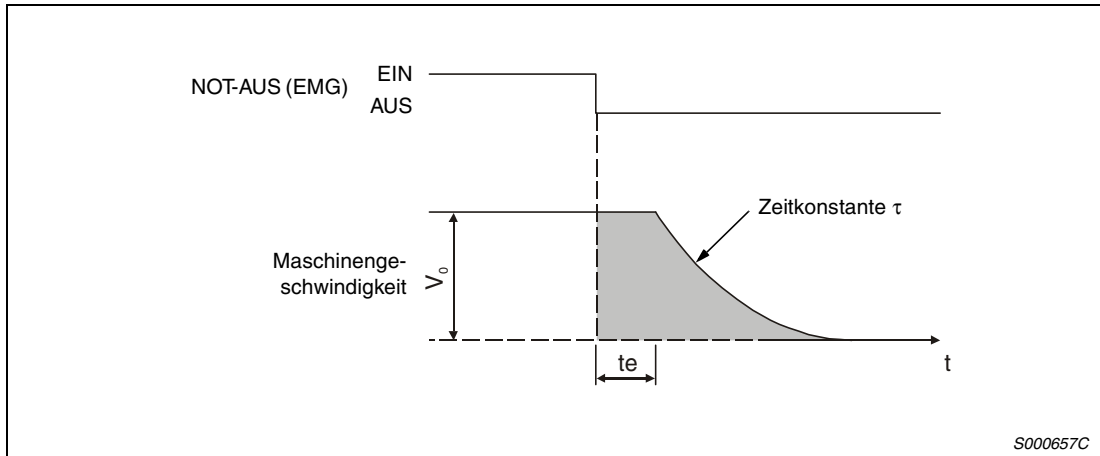 NOT-AUS (EMG)
EIN
AUS
Zeitkonstante τ
Maschinenge-
schwindigkeit
V₀
te
t
S000657C